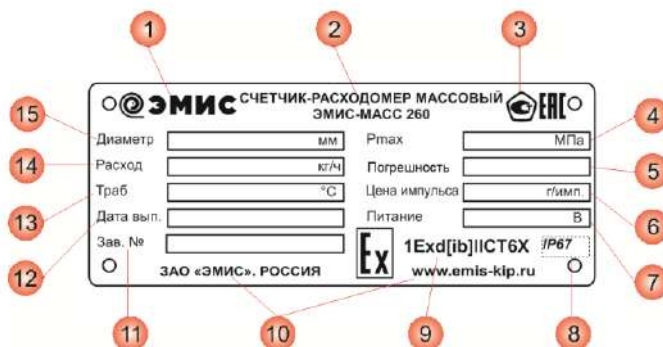 1 2 3
ЭМИС СЧЕТЧИК-РАСХОДОМЕР МАССОВЫЙ ЭМИС-МАСС 260 ЕАС
15 Диаметр мм Pmax МПа 4
14 Расход кг/ч Погрешность 5
13 Траб °C Цена импульса г/имп. 6
12 Дата вып. Питание В 7
Зав. № Ex 1Exd[ib]IICT6X IP67
ЗАО «ЭМИС». РОССИЯ www.emis-kip.ru
11 10 9 8